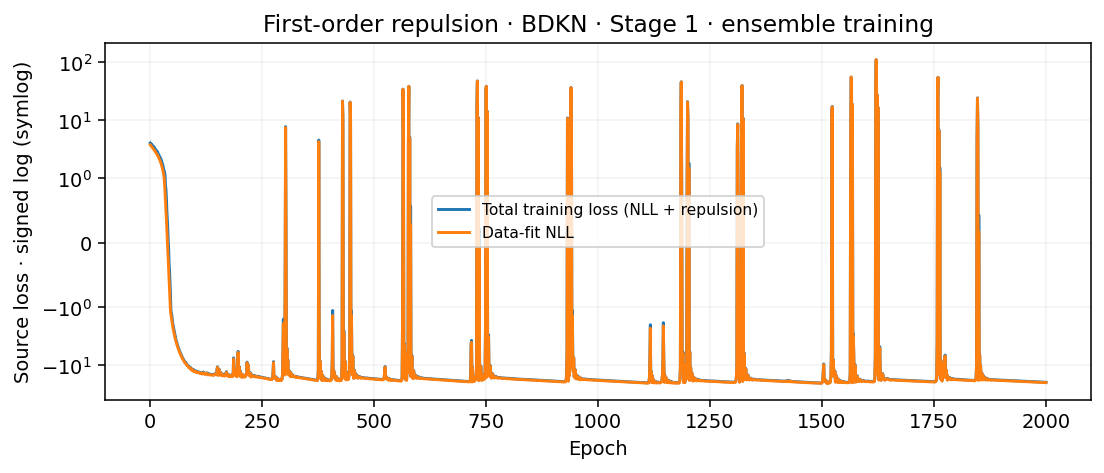 First-order repulsion · BDKN · Stage 1 · ensemble training
Source loss · signed log (symlog)
10²
10¹
10⁰
0
−10⁰
−10¹
Total training loss (NLL + repulsion)
Data-fit NLL
0 250 500 750 1000 1250 1500 1750 2000
Epoch